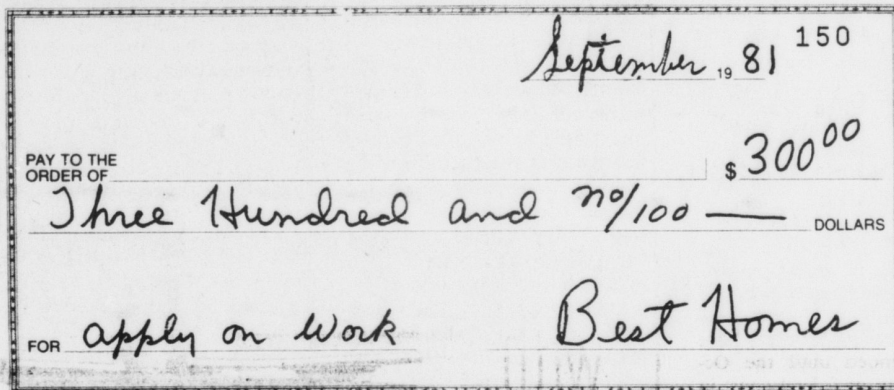 150
September 19 81
PAY TO THE
ORDER OF $ 300 00
Three Hundred and no/100 — DOLLARS
FOR apply on Work Best Homes